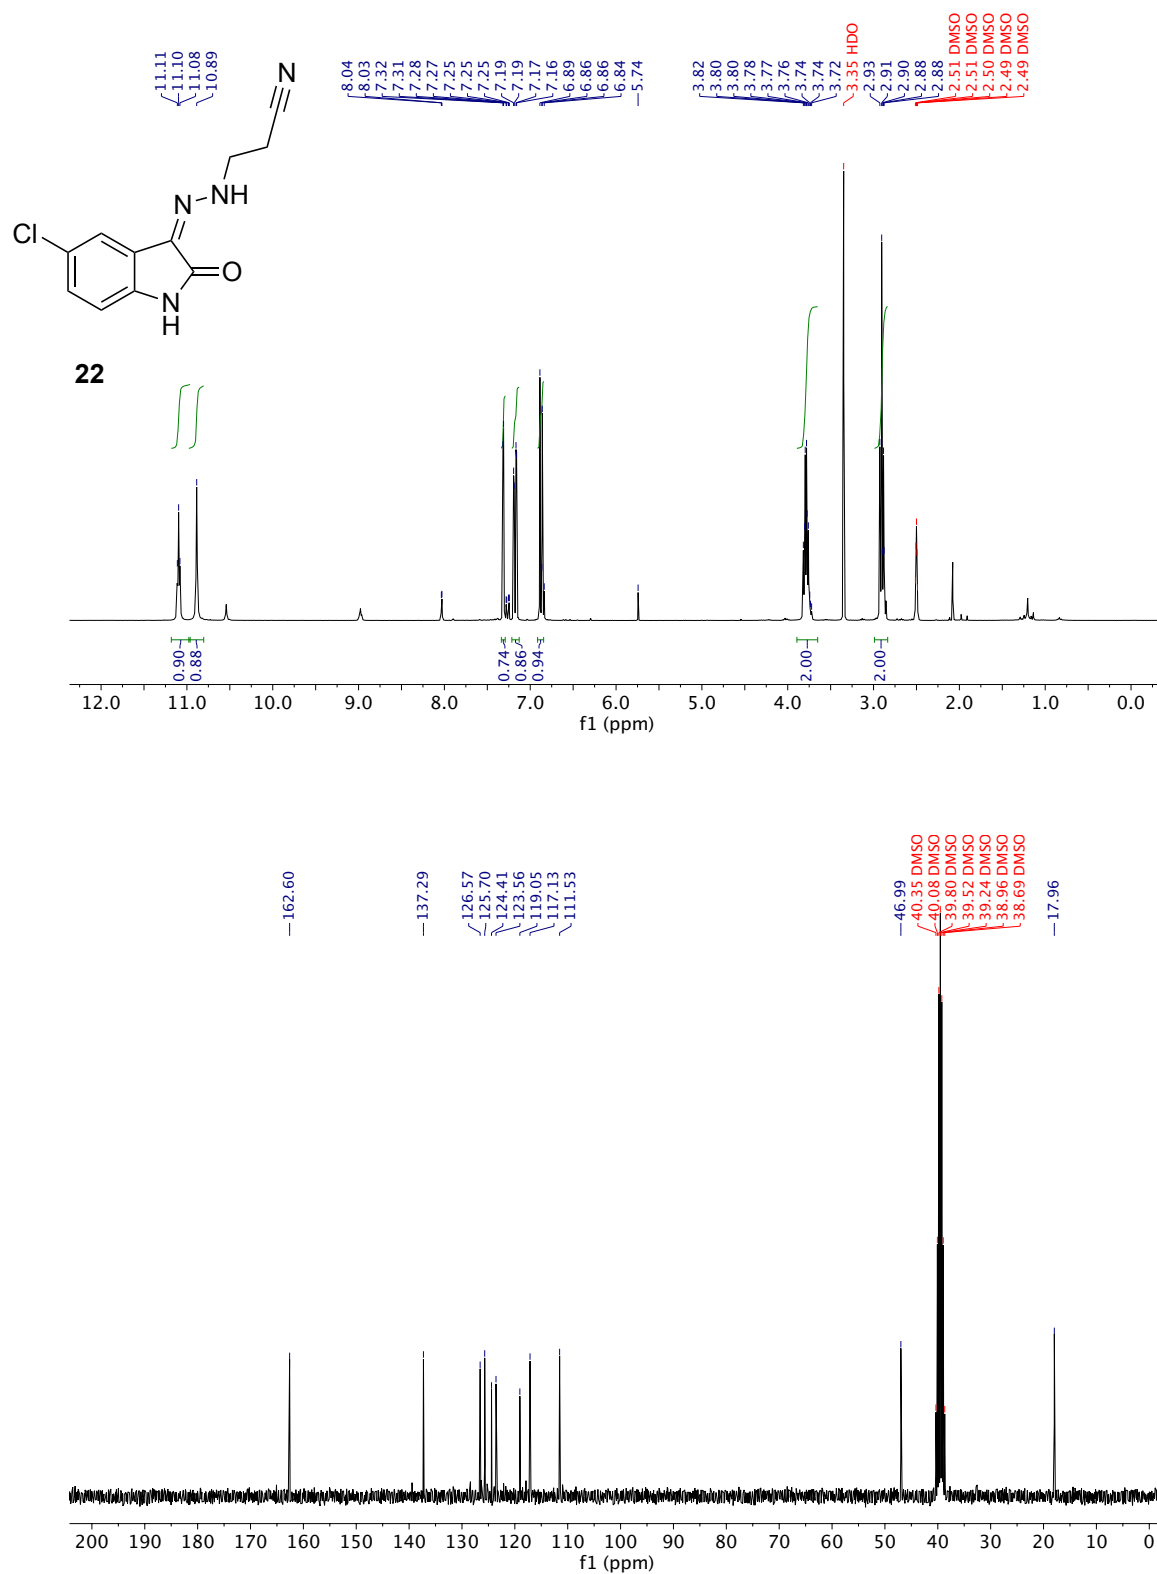 11.11
11.10
11.08
10.89
8.04
8.03
7.32
7.31
7.28
7.27
7.25
7.25
7.25
7.19
7.19
7.17
7.16
6.89
6.86
6.86
6.84
5.74
3.82
3.80
3.80
3.78
3.77
3.76
3.74
3.74
3.72
3.35 HDO
2.93
2.91
2.90
2.88
2.88
2.51 DMSO
2.51 DMSO
2.50 DMSO
2.49 DMSO
2.49 DMSO
N
N
NH
Cl
O
N
H
22
0.90
0.88
0.74
0.86
0.94
2.00
2.00
12.0 11.0 10.0 9.0 8.0 7.0 6.0 5.0 4.0 3.0 2.0 1.0 0.0
f1 (ppm)
162.60
137.29
126.57
125.70
124.41
123.56
119.05
117.13
111.53
46.99
40.35 DMSO
40.08 DMSO
39.80 DMSO
39.52 DMSO
39.24 DMSO
38.96 DMSO
38.69 DMSO
17.96
200 190 180 170 160 150 140 130 120 110 100 90 80 70 60 50 40 30 20 10 0
f1 (ppm)